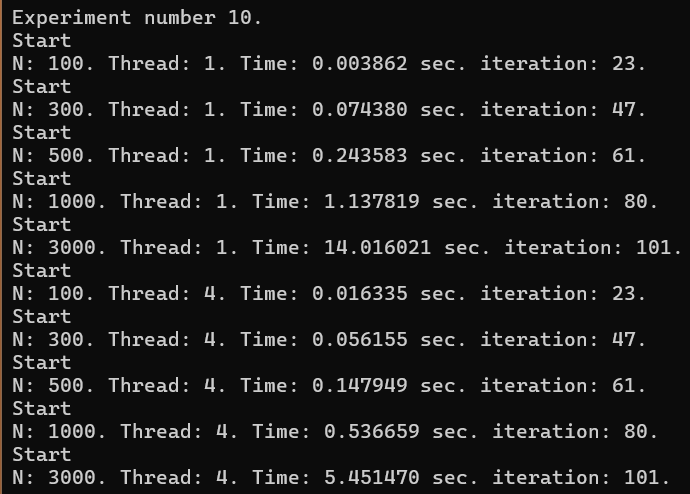 Experiment number 10.
Start
N: 100. Thread: 1. Time: 0.003862 sec. iteration: 23.
Start
N: 300. Thread: 1. Time: 0.074380 sec. iteration: 47.
Start
N: 500. Thread: 1. Time: 0.243583 sec. iteration: 61.
Start
N: 1000. Thread: 1. Time: 1.137819 sec. iteration: 80.
Start
N: 3000. Thread: 1. Time: 14.016021 sec. iteration: 101.
Start
N: 100. Thread: 4. Time: 0.016335 sec. iteration: 23.
Start
N: 300. Thread: 4. Time: 0.056155 sec. iteration: 47.
Start
N: 500. Thread: 4. Time: 0.147949 sec. iteration: 61.
Start
N: 1000. Thread: 4. Time: 0.536659 sec. iteration: 80.
Start
N: 3000. Thread: 4. Time: 5.451470 sec. iteration: 101.